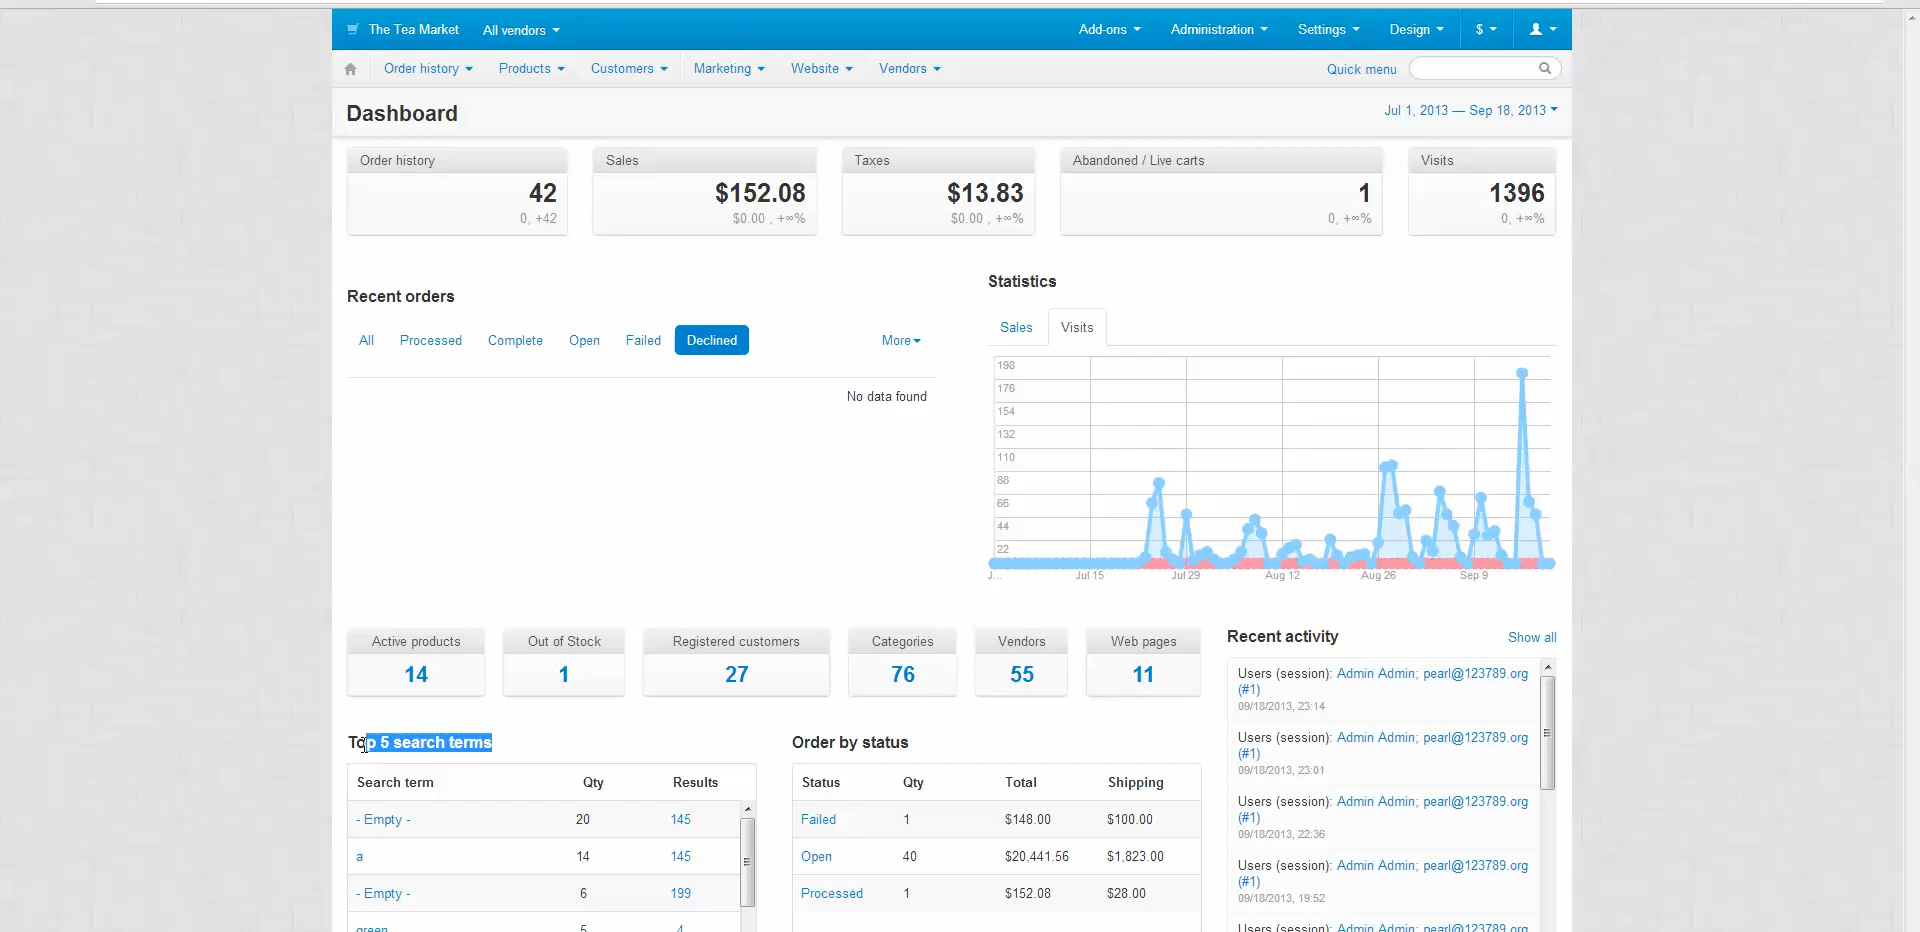 The Tea Market All vendors Add-ons Administration Settings Design $
Order history Products Customers Marketing Website Vendors Quick menu
Dashboard Jul 1, 2013 — Sep 18, 2013
Order history Sales Taxes Abandoned / Live carts Visits
42 $152.08 $13.83 1 1396
0, +42 $0.00 , +∞% $0.00 , +∞% 0, +∞% 0, +∞%
Statistics
Recent orders
Sales Visits
All Processed Complete Open Failed Declined More
No data found
198
176
154
132
110
88
66
44
22
J... Jul 15 Jul 29 Aug 12 Aug 26 Sep 9
Active products Out of Stock Registered customers Categories Vendors Web pages
14 1 27 76 55 11
Recent activity Show all
Users (session): Admin Admin; pearl@123789.org
(#1)
09/18/2013, 23:14
Users (session): Admin Admin; pearl@123789.org
(#1)
09/18/2013, 23:01
Users (session): Admin Admin; pearl@123789.org
(#1)
09/18/2013, 22:36
Users (session): Admin Admin; pearl@123789.org
(#1)
09/18/2013, 19:52
Users (session): Admin Admin; pearl@123789.org
Top 5 search terms
Search term Qty Results
- Empty - 20 145
a 14 145
- Empty - 6 199
green 5 4
Order by status
Status Qty Total Shipping
Failed 1 $148.00 $100.00
Open 40 $20,441.56 $1,823.00
Processed 1 $152.08 $28.00